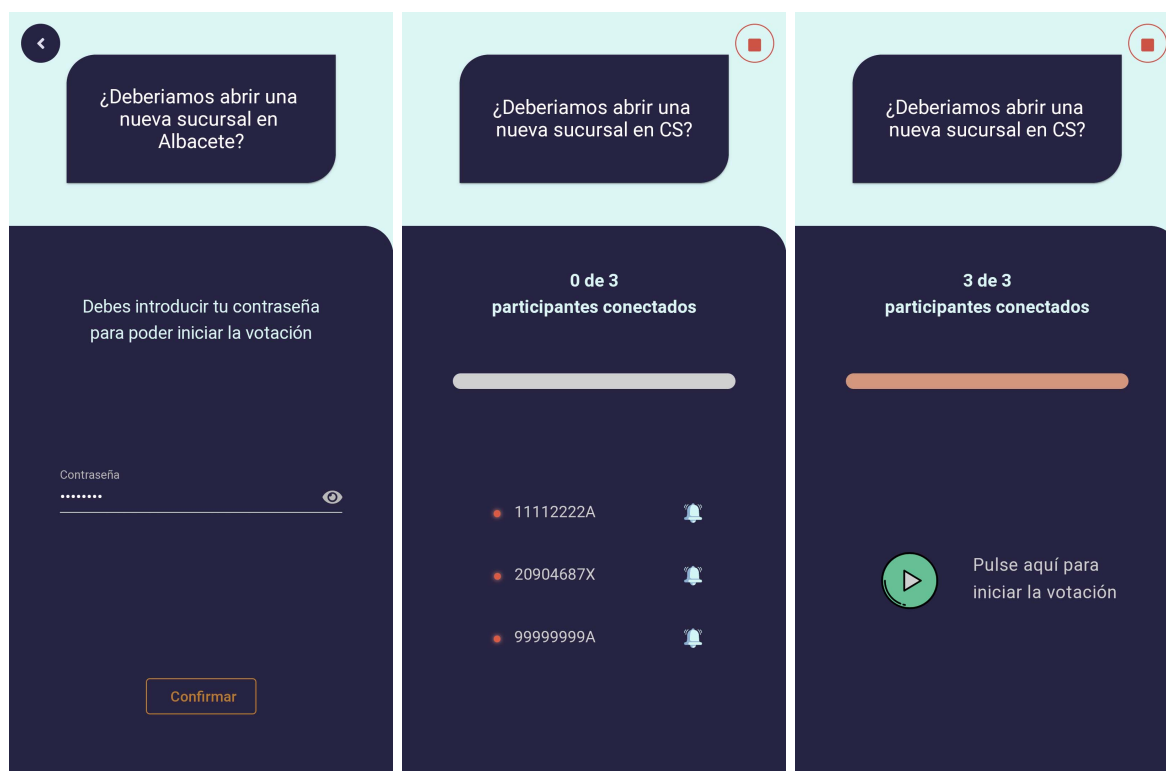 ¿Deberiamos abrir una
nueva sucursal en
Albacete?
Debes introducir tu contraseña
para poder iniciar la votación
Contraseña
••••••••
Confirmar
¿Deberiamos abrir una
nueva sucursal en CS?
0 de 3
participantes conectados
11112222A
20904687X
99999999A
¿Deberiamos abrir una
nueva sucursal en CS?
3 de 3
participantes conectados
Pulse aquí para
iniciar la votación